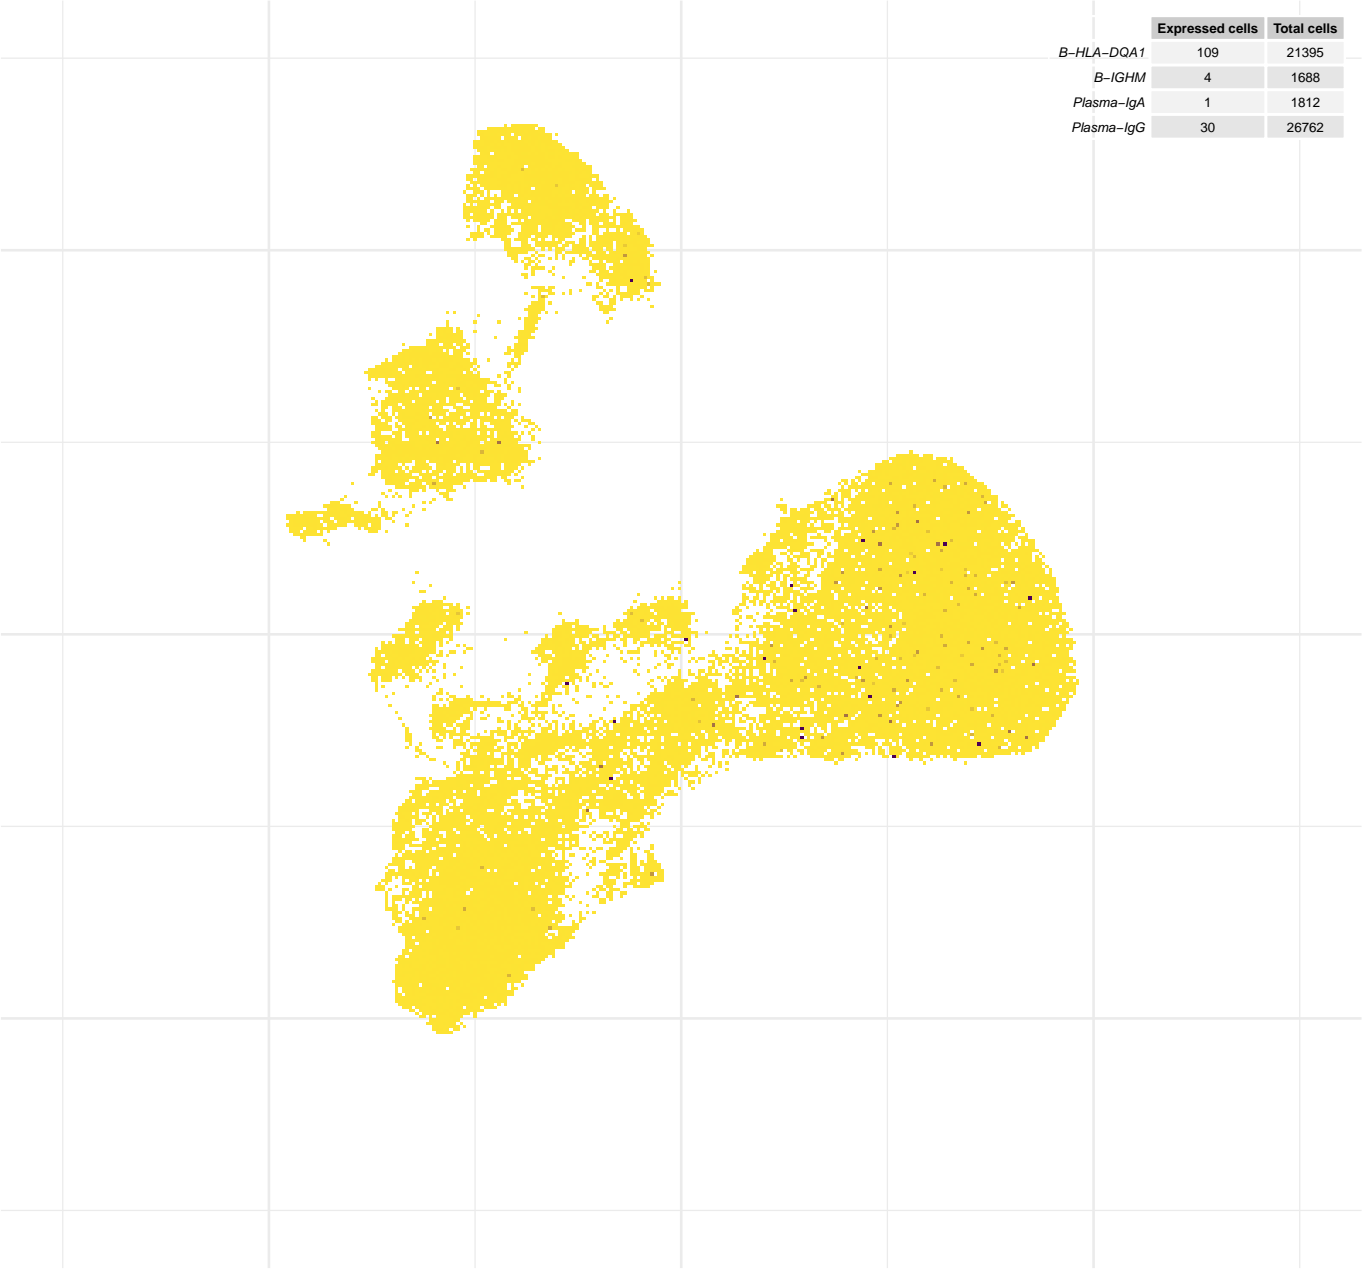 Expressed cells Total cells
B−HLA−DQA1 109 21395
B−IGHM 4 1688
Plasma−IgA 1 1812
Plasma−IgG 30 26762